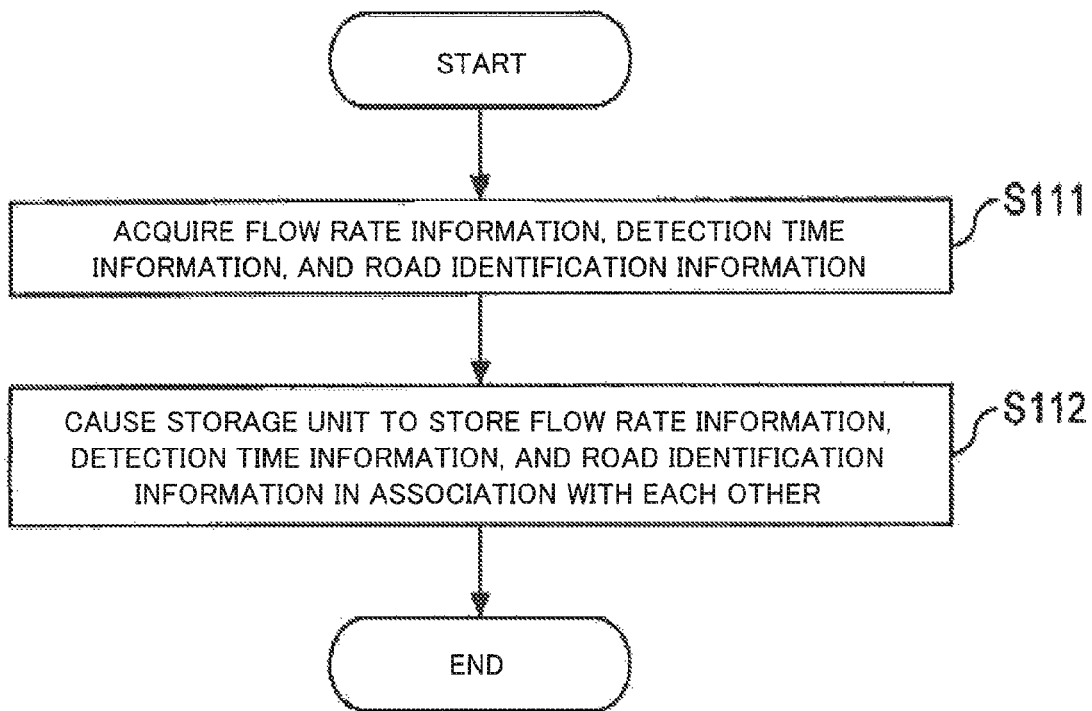 START
S111
ACQUIRE FLOW RATE INFORMATION, DETECTION TIME
INFORMATION, AND ROAD IDENTIFICATION INFORMATION
S112
CAUSE STORAGE UNIT TO STORE FLOW RATE INFORMATION,
DETECTION TIME INFORMATION, AND ROAD IDENTIFICATION
INFORMATION IN ASSOCIATION WITH EACH OTHER
END